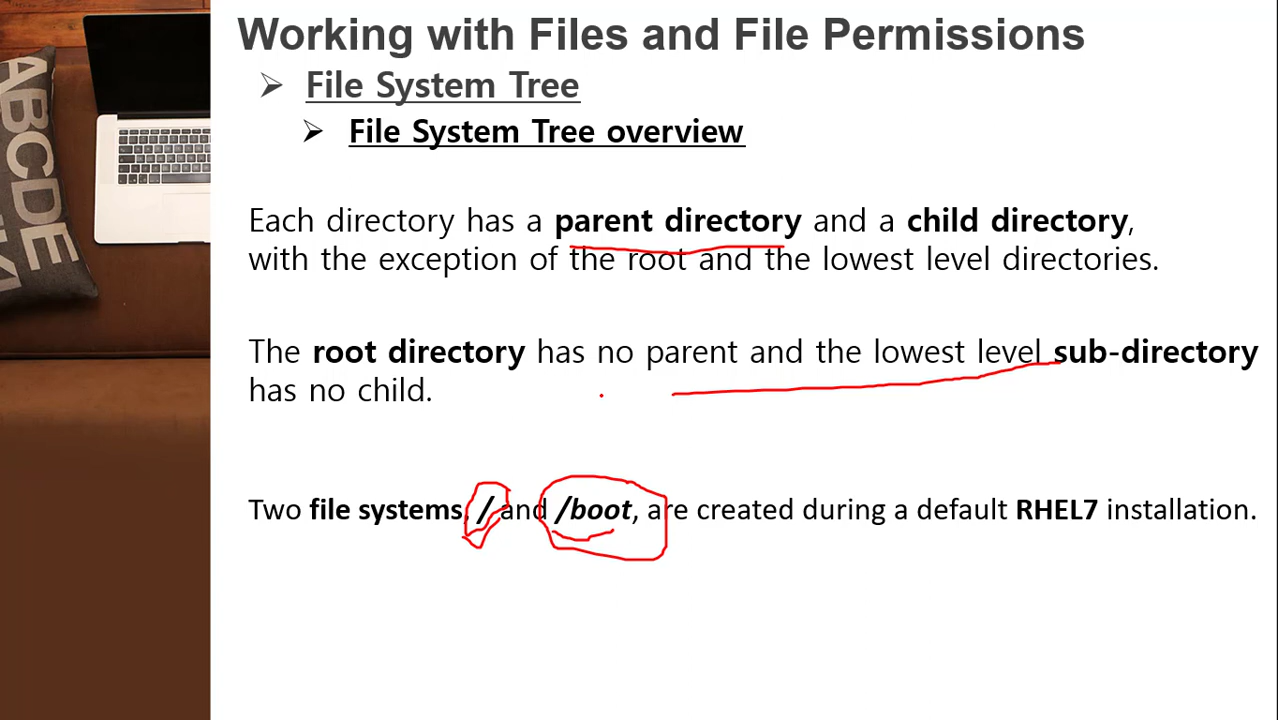 Working with Files and File Permissions
File System Tree
File System Tree overview
Each directory has a parent directory and a child directory,
with the exception of the root and the lowest level directories.
The root directory has no parent and the lowest level sub-directory
has no child.
Two file systems, / and /boot, are created during a default RHEL7 installation.
ABCDE